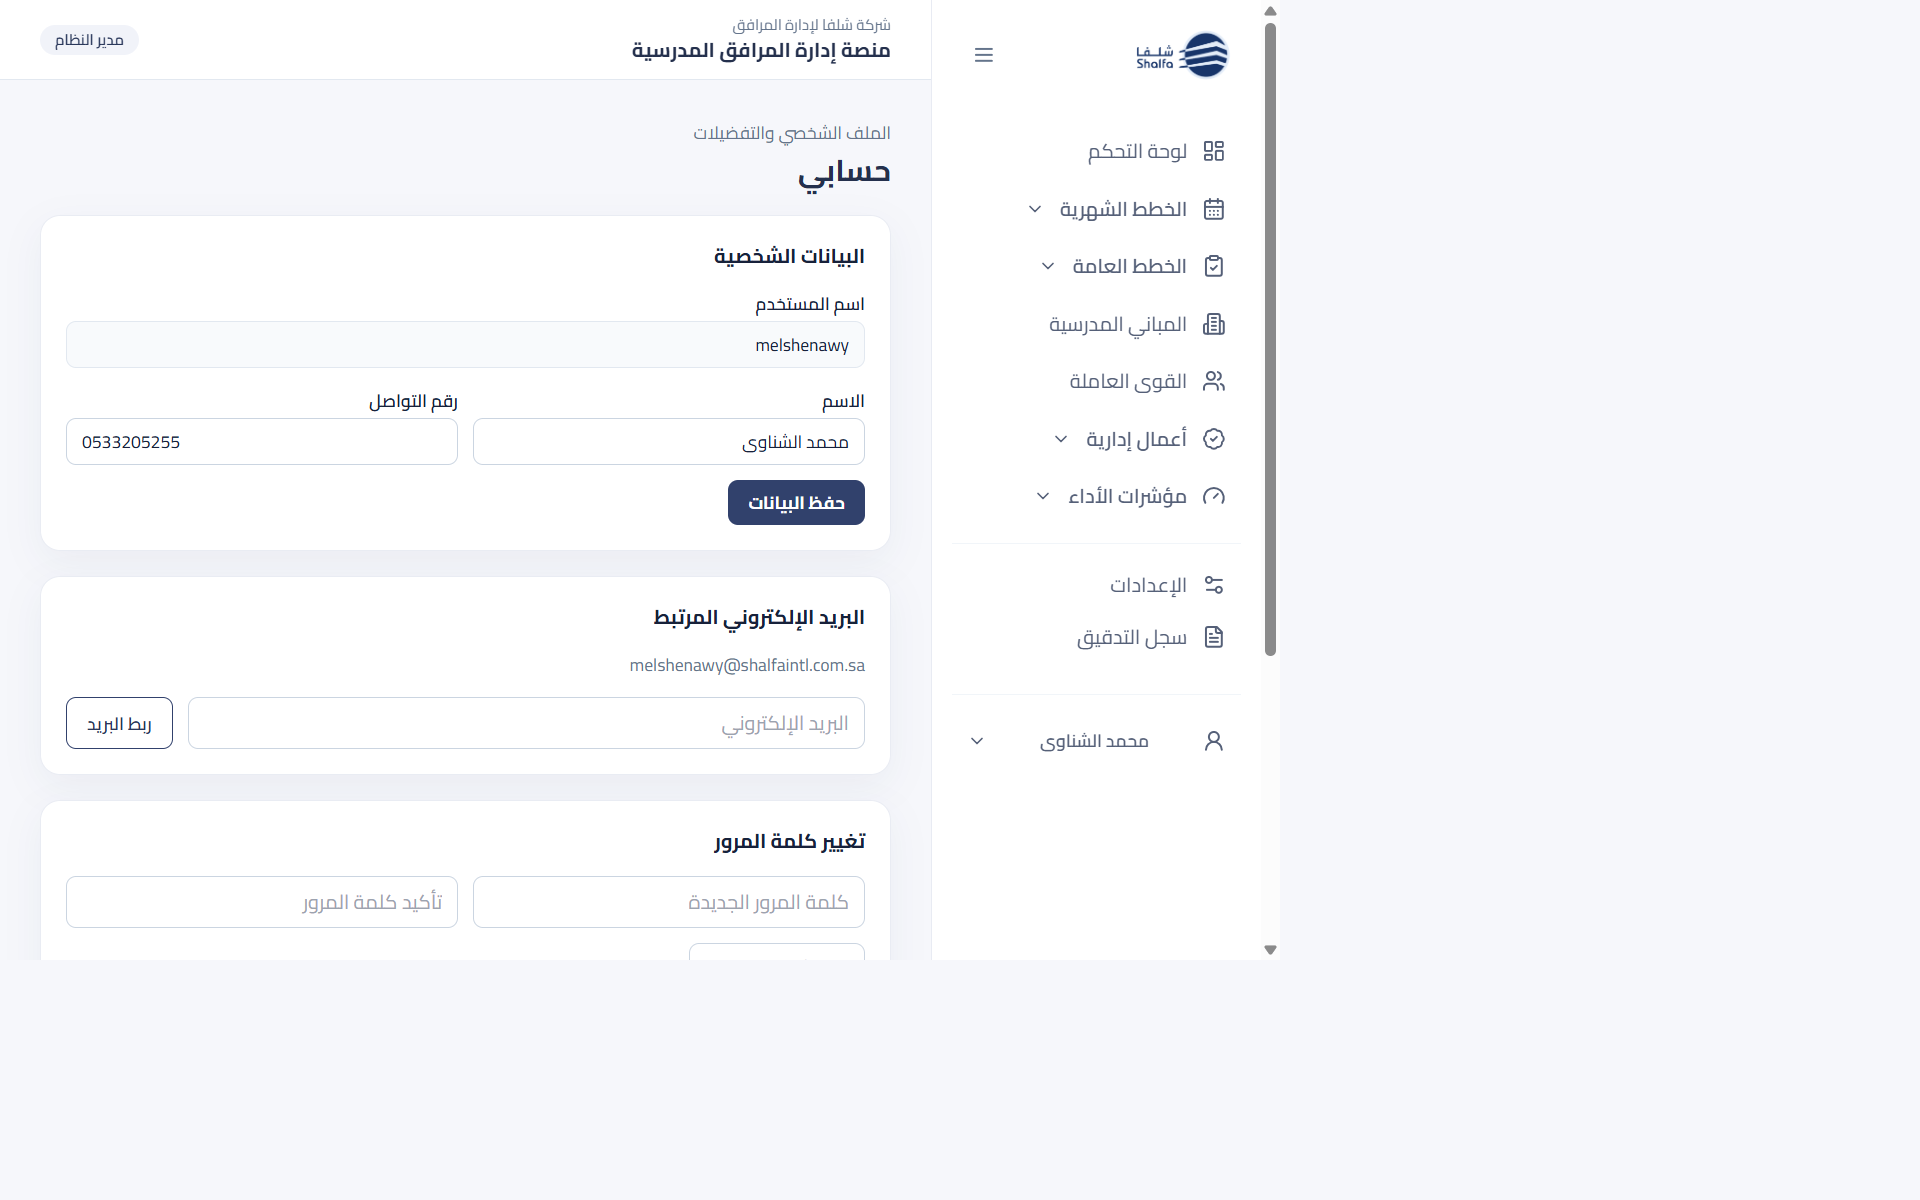 شلفا
Shalfa
لوحة التحكم
الخطط الشهرية
الخطط العامة
المباني المدرسية
القوى العاملة
أعمال إدارية
مؤشرات الأداء
الإعدادات
سجل التدقيق
محمد الشناوى
شركة شلفا لإدارة المرافق
منصة إدارة المرافق المدرسية
مدير النظام
الملف الشخصي والتفضيلات
حسابي
البيانات الشخصية
اسم المستخدم
melshenawy
الاسم
رقم التواصل
محمد الشناوى
0533205255
حفظ البيانات
البريد الإلكتروني المرتبط
melshenawy@shalfaintl.com.sa
البريد الإلكتروني
ربط البريد
تغيير كلمة المرور
كلمة المرور الجديدة
تأكيد كلمة المرور